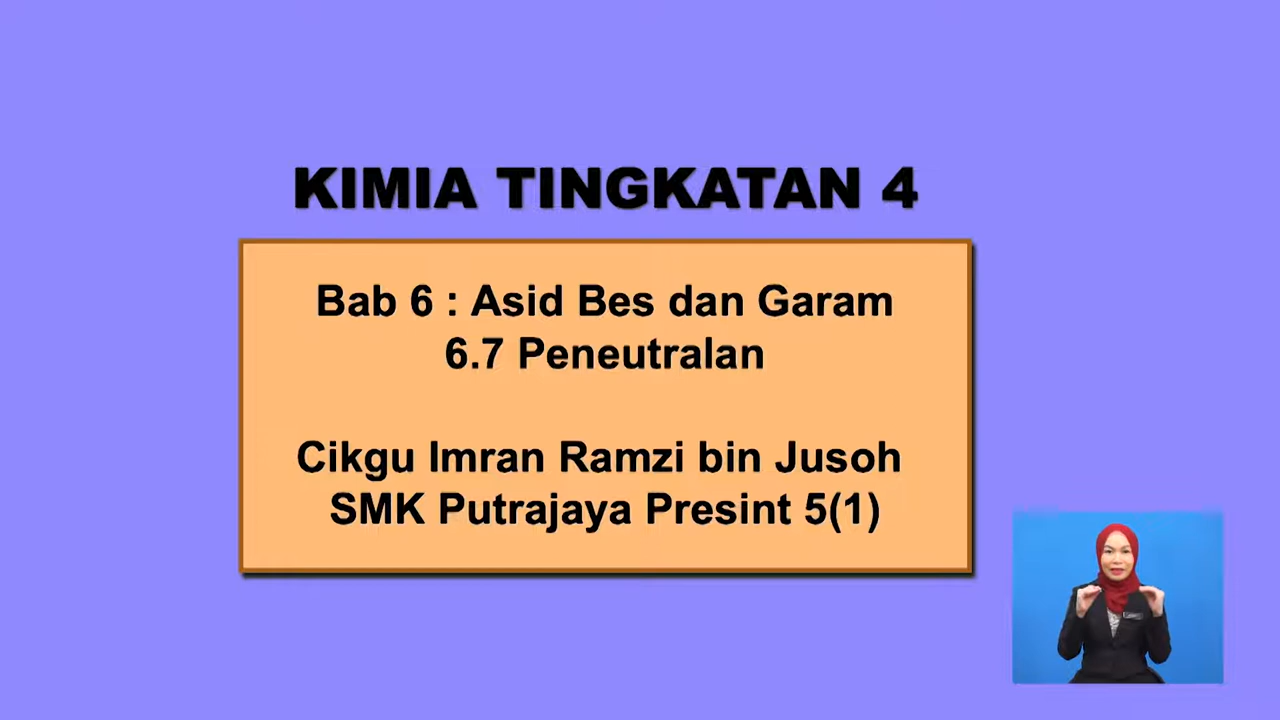 KIMIA TINGKATAN 4
Bab 6 : Asid Bes dan Garam
6.7 Peneutralan
Cikgu Imran Ramzi bin Jusoh
SMK Putrajaya Presint 5(1)